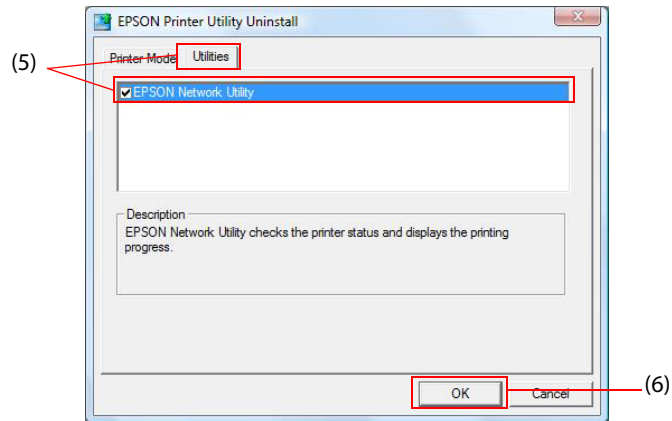 EPSON Printer Utility Uninstall
(5)
Printer Model Utilities
EPSON Network Utility
Description
EPSON Network Utility checks the printer status and displays the printing
progress.
OK Cancel
(6)